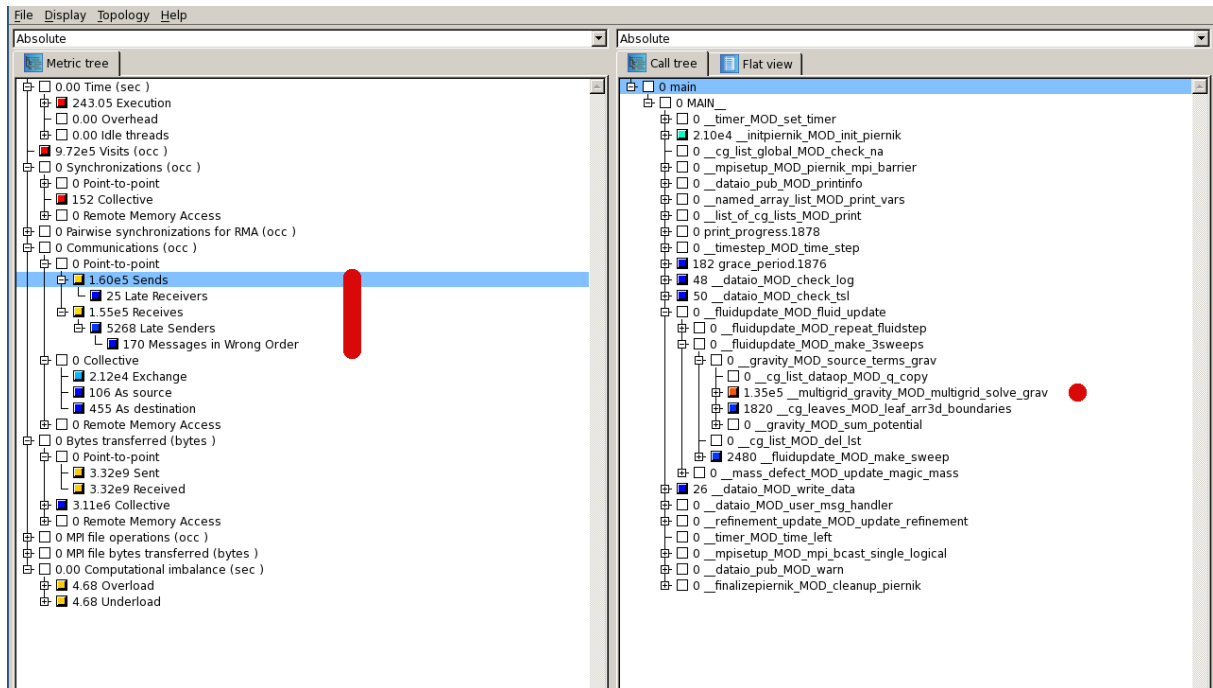 File Display Topology Help
Absolute
Metric tree
0.00 Time (sec )
243.05 Execution
0.00 Overhead
0.00 Idle threads
9.72e5 Visits (occ )
0 Synchronizations (occ )
0 Point-to-point
152 Collective
0 Remote Memory Access
0 Pairwise synchronizations for RMA (occ )
0 Communications (occ )
0 Point-to-point
1.60e5 Sends
25 Late Receivers
1.55e5 Receives
5268 Late Senders
170 Messages in Wrong Order
0 Collective
2.12e4 Exchange
106 As source
455 As destination
0 Remote Memory Access
0 Bytes transferred (bytes )
0 Point-to-point
3.32e9 Sent
3.32e9 Received
3.11e6 Collective
0 Remote Memory Access
0 MPI file operations (occ )
0 MPI file bytes transferred (bytes )
0.00 Computational imbalance (sec )
4.68 Overload
4.68 Underload
Absolute
Call tree Flat view
0 main
0 MAIN__
0 __timer_MOD_set_timer
2.10e4 __initpiernik_MOD_init_piernik
0 __cg_list_global_MOD_check_na
0 __mpisetup_MOD_piernik_mpi_barrier
0 __dataio_pub_MOD_printinfo
0 __named_array_list_MOD_print_vars
0 __list_of_cg_lists_MOD_print
0 print_progress.1878
0 __timestep_MOD_time_step
182 grace_period.1876
48 __dataio_MOD_check_log
50 __dataio_MOD_check_tsl
0 __fluidupdate_MOD_fluid_update
0 __fluidupdate_MOD_repeat_fluidstep
0 __fluidupdate_MOD_make_3sweeps
0 __gravity_MOD_source_terms_grav
0 __cg_list_dataop_MOD_q_copy
1.35e5 __multigrid_gravity_MOD_multigrid_solve_grav
1820 __cg_leaves_MOD_leaf_arr3d_boundaries
0 __gravity_MOD_sum_potential
0 __cg_list_MOD_del_lst
2480 __fluidupdate_MOD_make_sweep
0 __mass_defect_MOD_update_magic_mass
26 __dataio_MOD_write_data
0 __dataio_MOD_user_msg_handler
0 __refinement_update_MOD_update_refinement
0 __timer_MOD_time_left
0 __mpisetup_MOD_mpi_bcast_single_logical
0 __dataio_pub_MOD_warn
0 __finalizepiernik_MOD_cleanup_piernik